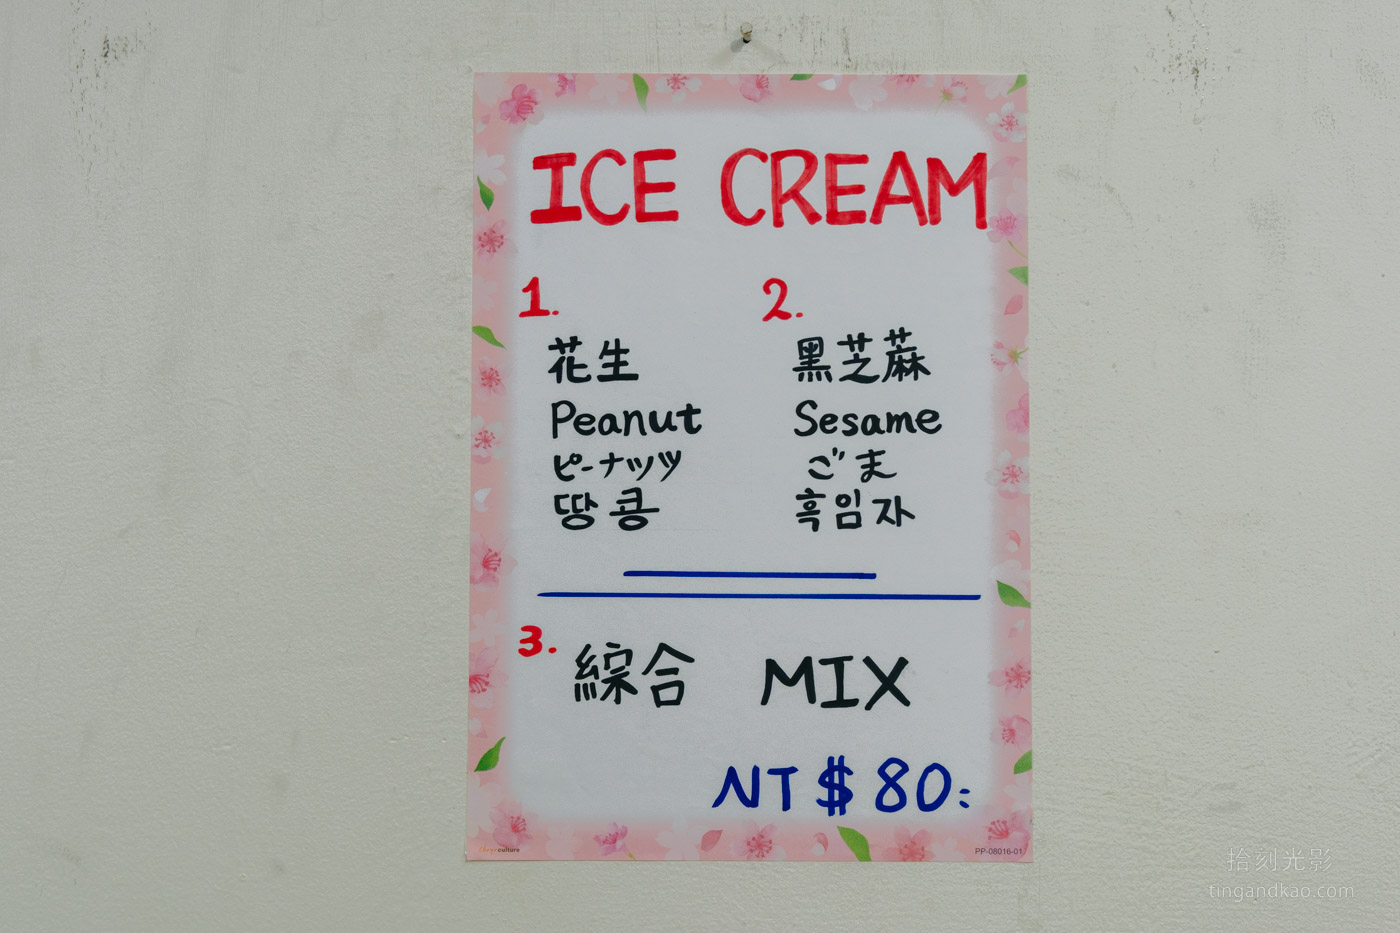 ICE CREAM
1.
花生
Peanut
ピーナッツ
땅콩
2.
黑芝麻
Sesame
ごま
흑임자
3. 綜合 MIX
NT$80:
culture
PP-08016-01
拾刻光影
tingandkao.com